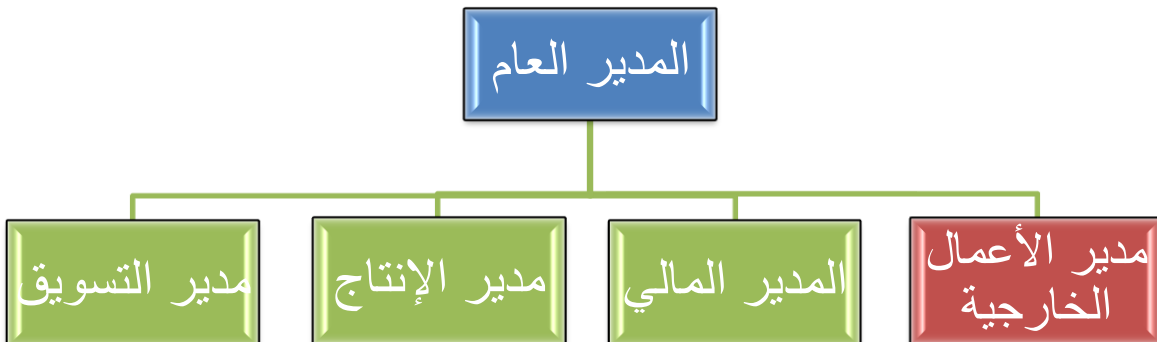 المدير العام
مدير الأعمال
الخارجية
المدير المالي
مدير الإنتاج
مدير التسويق